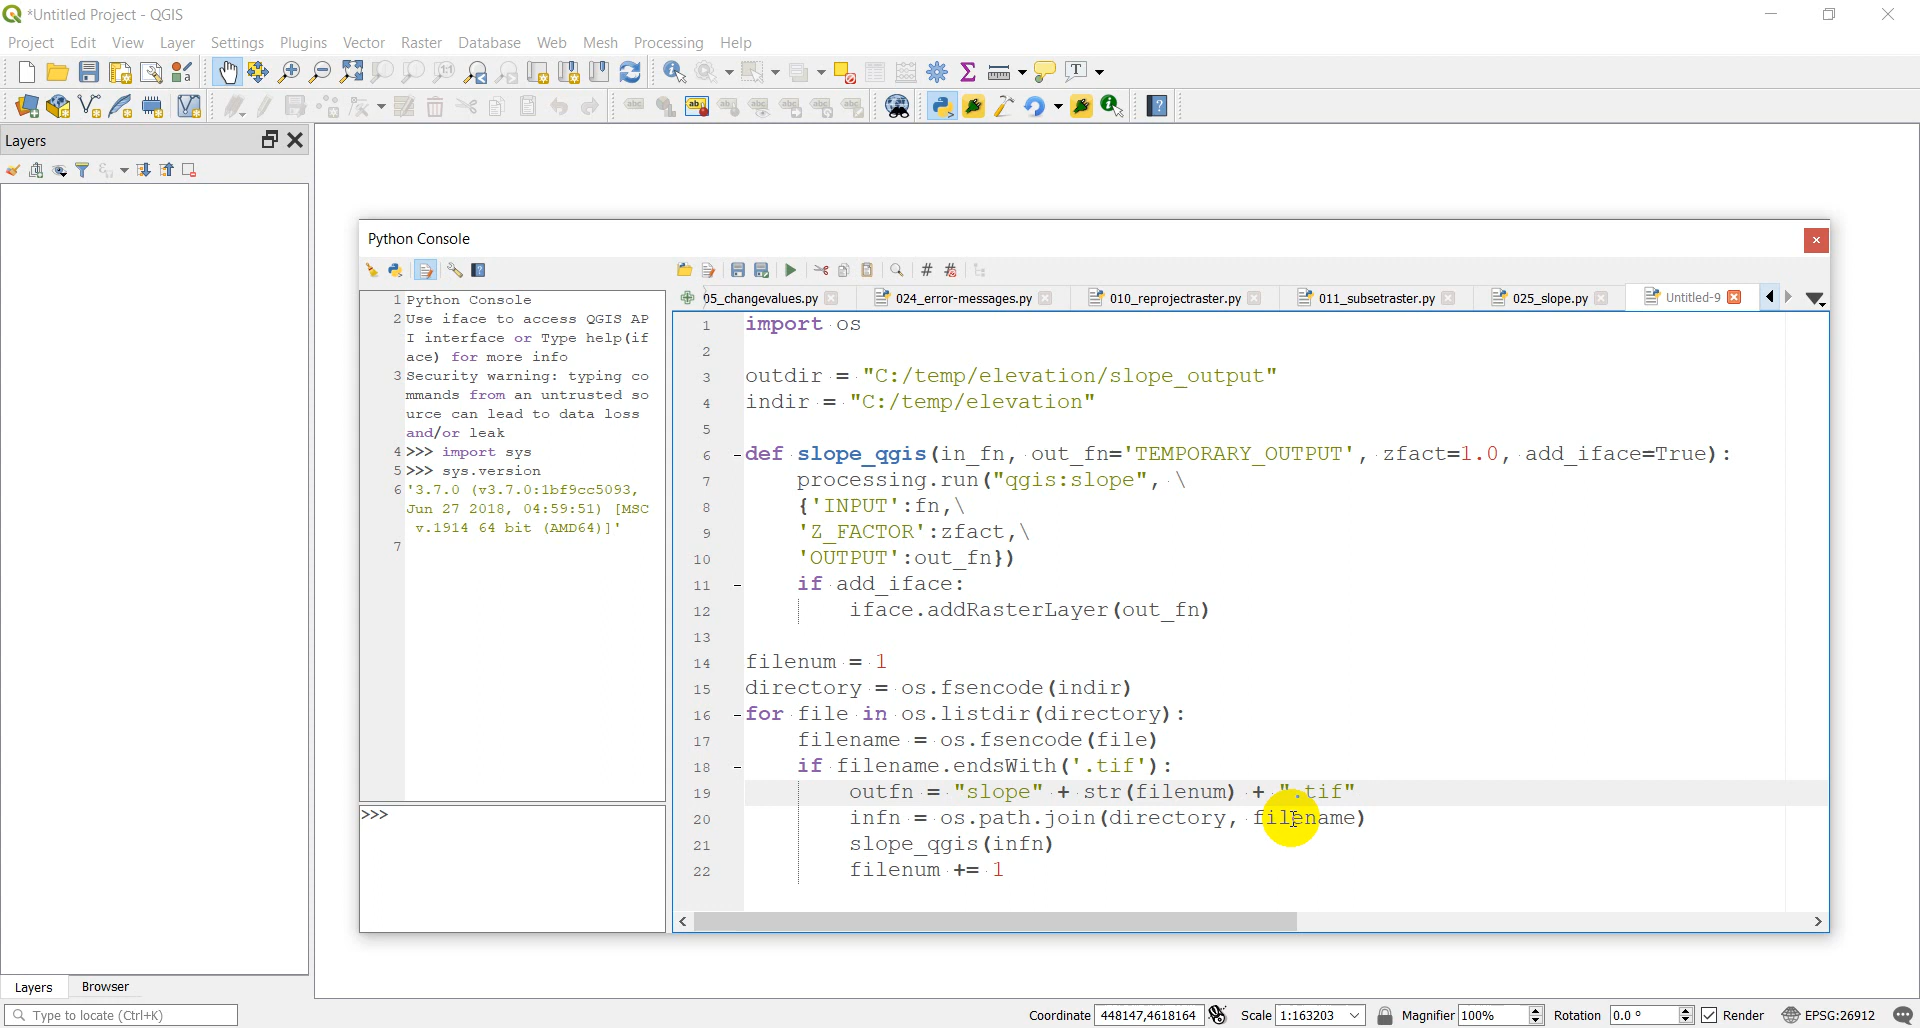 *Untitled Project - QGIS
Project Edit View Layer Settings Plugins Vector Raster Database Web Mesh Processing Help
Layers
Python Console
05_changevalues.py 024_error-messages.py 010_reprojectraster.py 011_subsetraster.py 025_slope.py Untitled-9
1 Python Console
2 Use iface to access QGIS AP
I interface or Type help(if
ace) for more info
3 Security warning: typing co
mmands from an untrusted so
urce can lead to data loss
and/or leak
4 >>> import sys
5 >>> sys.version
6 '3.7.0 (v3.7.0:1bf9cc5093,
Jun 27 2018, 04:59:51) [MSC
v.1914 64 bit (AMD64)]'
7
>>>
1 import os
2
3 outdir = "C:/temp/elevation/slope_output"
4 indir = "C:/temp/elevation"
5
6 def slope_qgis(in_fn, out_fn='TEMPORARY_OUTPUT', zfact=1.0, add_iface=True):
7 processing.run("qgis:slope", \
8 {'INPUT':fn,\
9 'Z_FACTOR':zfact,\
10 'OUTPUT':out_fn})
11 if add_iface:
12 iface.addRasterLayer(out_fn)
13
14 filenum = 1
15 directory = os.fsencode(indir)
16 for file in os.listdir(directory):
17 filename = os.fsencode(file)
18 if filename.endsWith('.tif'):
19 outfn = "slope" + str(filenum) + ".tif"
20 infn = os.path.join(directory, filename)
21 slope_qgis(infn)
22 filenum += 1
Layers Browser
Type to locate (Ctrl+K) Coordinate 448147,4618164 Scale 1:163203 Magnifier 100% Rotation 0.0 ° Render EPSG:26912